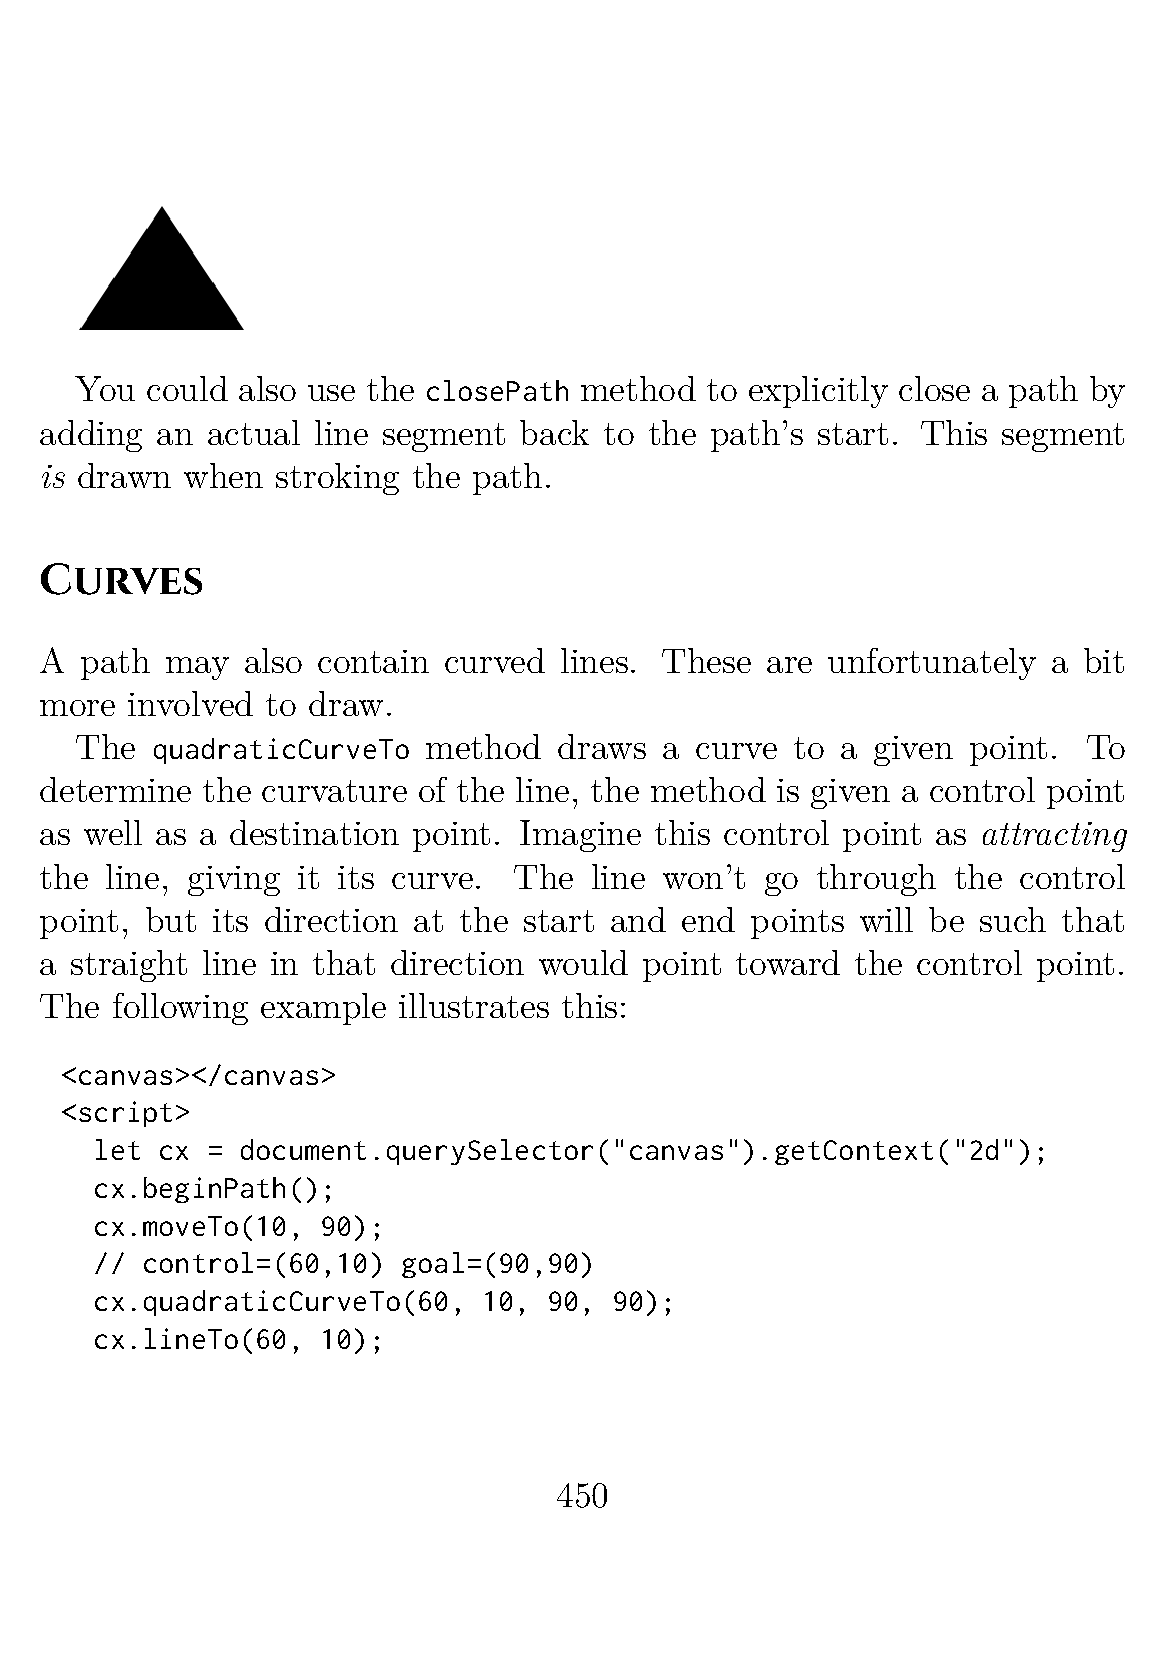 You could also use the closePath method to explicitly close a path by
adding an actual line segment back to the path's start. This segment
is drawn when stroking the path.
Curves
A path may also contain curved lines. These are unfortunately a bit
more involved to draw.
The quadraticCurveTo method draws a curve to a given point. To
determine the curvature of the line, the method is given a control point
as well as a destination point. Imagine this control point as attracting
the line, giving it its curve. The line won't go through the control
point, but its direction at the start and end points will be such that
a straight line in that direction would point toward the control point.
The following example illustrates this:
<canvas></canvas>
<script>
  let cx = document.querySelector("canvas").getContext("2d");
  cx.beginPath();
  cx.moveTo(10, 90);
  // control=(60,10) goal=(90,90)
  cx.quadraticCurveTo(60, 10, 90, 90);
  cx.lineTo(60, 10);
450